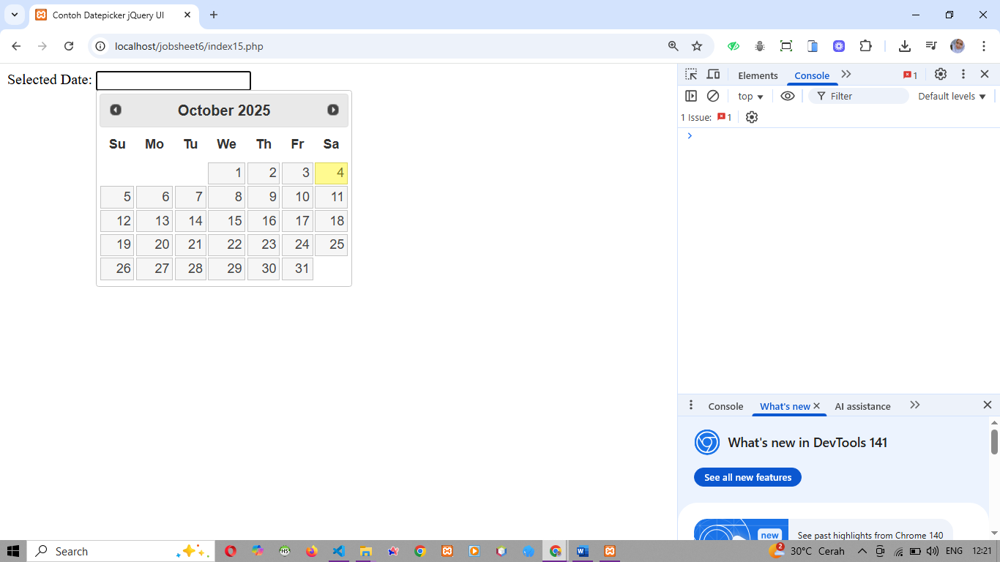 Contoh Datepicker jQuery UI
localhost/jobsheet6/index15.php
Selected Date:
October 2025
Su Mo Tu We Th Fr Sa
1 2 3 4
5 6 7 8 9 10 11
12 13 14 15 16 17 18
19 20 21 22 23 24 25
26 27 28 29 30 31
Elements Console 1
top Filter Default levels
1 Issue: 1
Console What's new AI assistance
What's new in DevTools 141
See all new features
new
See past highlights from Chrome 140
Search
HS
2
30°C Cerah
ENG
12:21